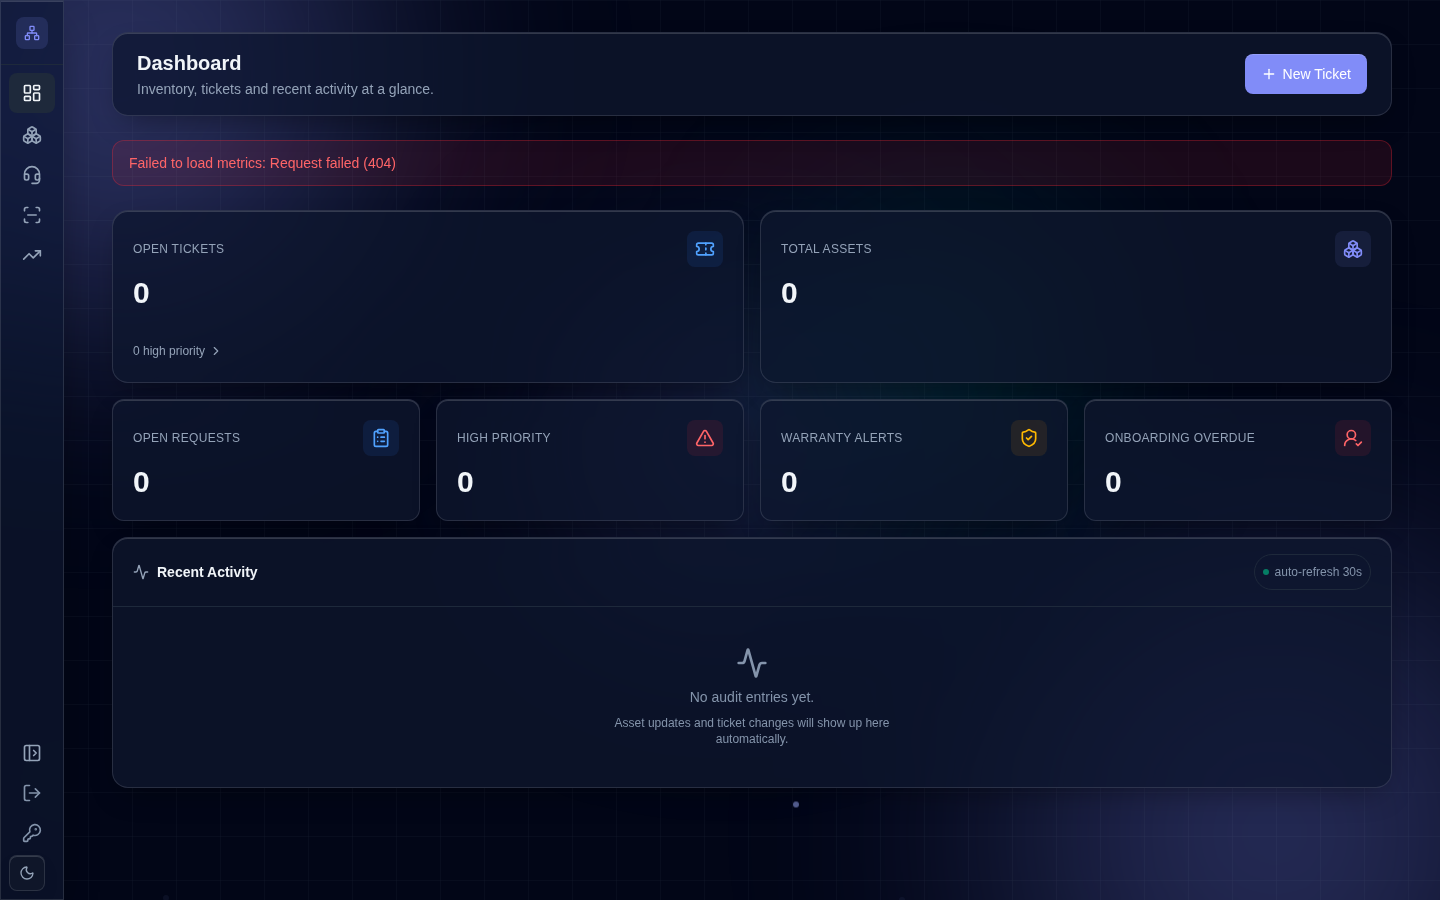 Dashboard
Inventory, tickets and recent activity at a glance.
New Ticket
Failed to load metrics: Request failed (404)
OPEN TICKETS
0
0 high priority
TOTAL ASSETS
0
OPEN REQUESTS
0
HIGH PRIORITY
0
WARRANTY ALERTS
0
ONBOARDING OVERDUE
0
Recent Activity
auto-refresh 30s
No audit entries yet.
Asset updates and ticket changes will show up here
automatically.